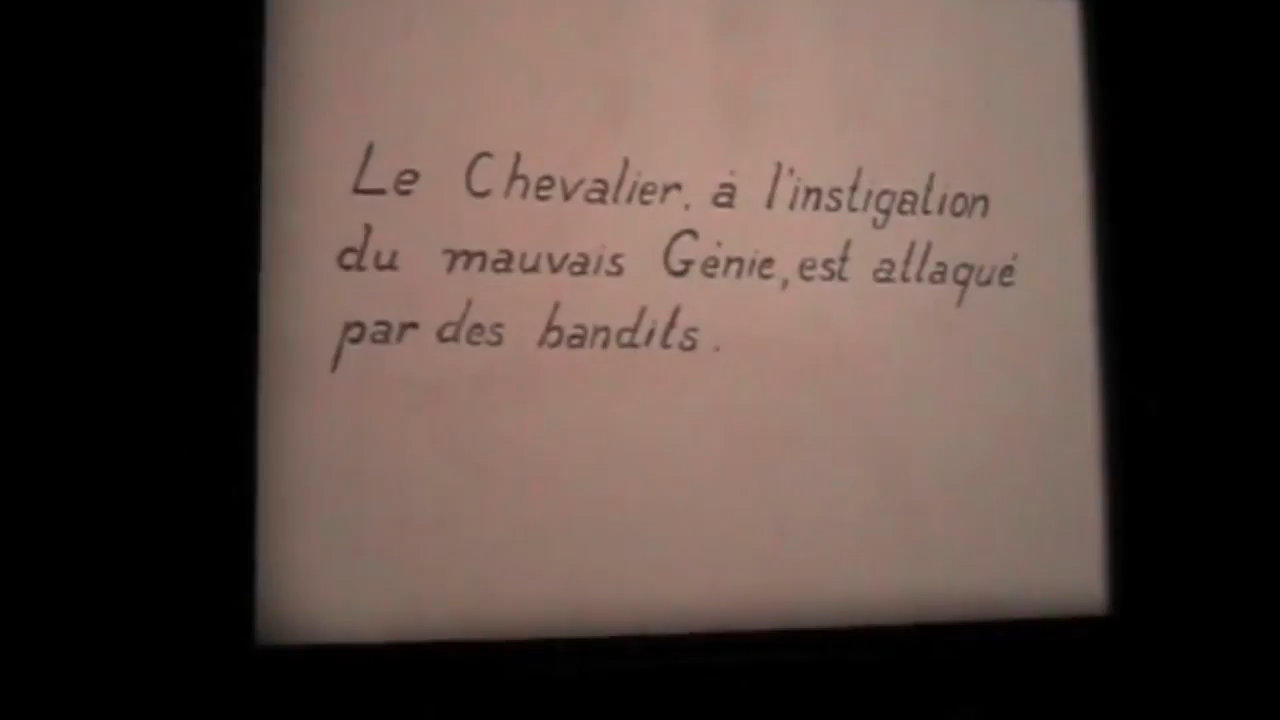 Le Chevalier. à l'instigation
du mauvais Génie, est attaqué
par des bandits.